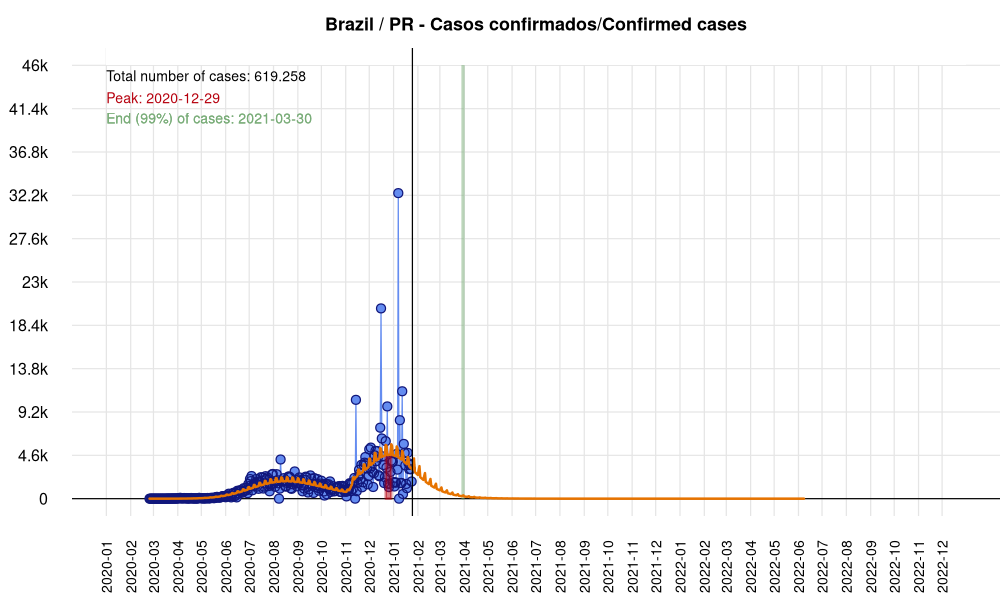 Brazil / PR - Casos confirmados/Confirmed cases
Total number of cases: 619.258
Peak: 2020-12-29
End (99%) of cases: 2021-03-30
46k
41.4k
36.8k
32.2k
27.6k
23k
18.4k
13.8k
9.2k
4.6k
0
2020-01
2020-02
2020-03
2020-04
2020-05
2020-06
2020-07
2020-08
2020-09
2020-10
2020-11
2020-12
2021-01
2021-02
2021-03
2021-04
2021-05
2021-06
2021-07
2021-08
2021-09
2021-10
2021-11
2021-12
2022-01
2022-02
2022-03
2022-04
2022-05
2022-06
2022-07
2022-08
2022-09
2022-10
2022-11
2022-12